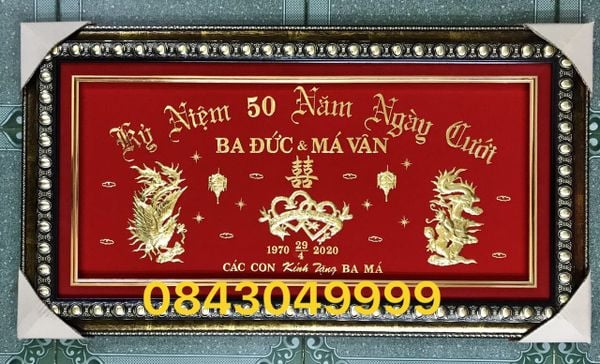 Kỷ Niệm 50 Năm Ngày Cưới
BA ĐỨC & MÁ VÂN
囍
1970 29/4 2020
CÁC CON Kính Tặng BA MÁ
0843049999